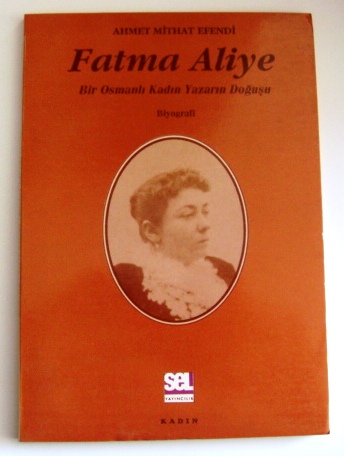 AHMET MİTHAT EFENDİ
Fatma Aliye
Bir Osmanlı Kadın Yazarın Doğuşu
Biyografi
SEL
YAYINCILIK
KADIN